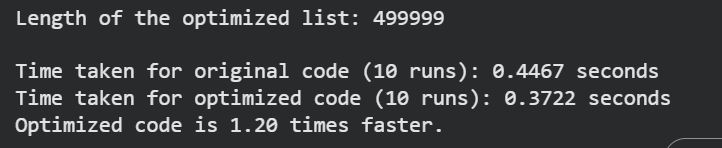 Length of the optimized list: 499999
Time taken for original code (10 runs): 0.4467 seconds
Time taken for optimized code (10 runs): 0.3722 seconds
Optimized code is 1.20 times faster.